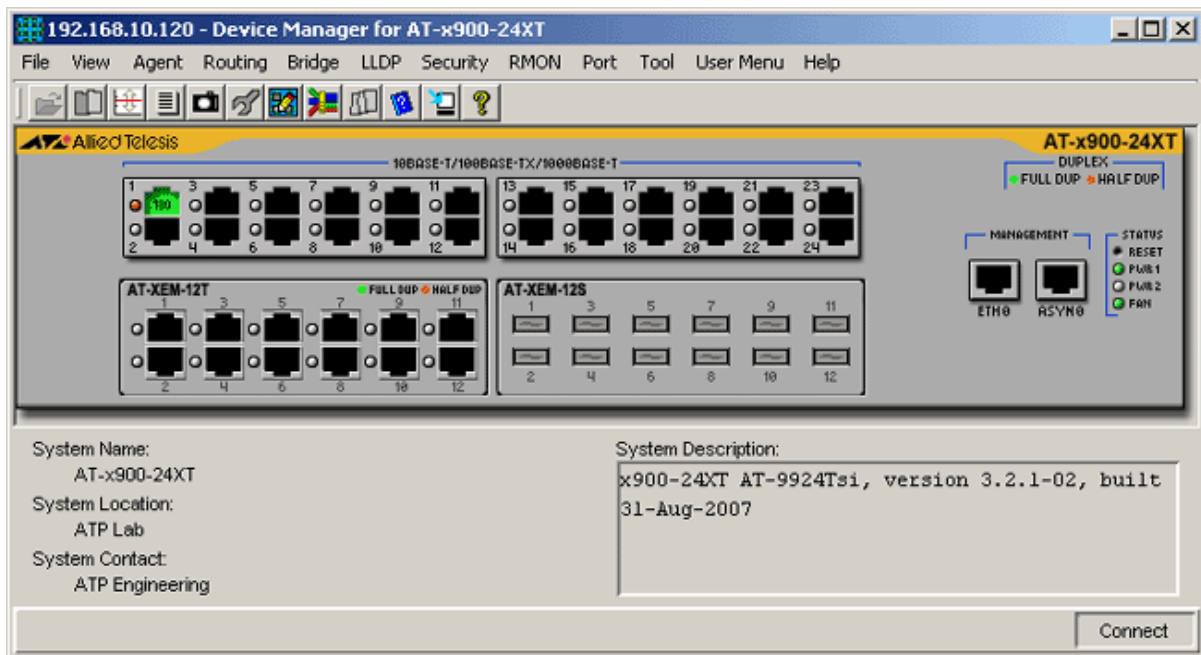 192.168.10.120 - Device Manager for AT-x900-24XT
File View Agent Routing Bridge LLDP Security RMON Port Tool User Menu Help
Allied Telesis
AT-x900-24XT
10BASE-T/100BASE-TX/1000BASE-T
DUPLEX
FULL DUP HALF DUP
1 3 5 7 9 11 13 15 17 19 21 23
100
2 4 6 8 10 12 14 16 18 20 22 24
MANAGEMENT
ETH0 ASYN0
STATUS
RESET
PWR1
PWR2
FAN
AT-XEM-12T
FULL DUP HALF DUP
1 3 5 7 9 11
2 4 6 8 10 12
AT-XEM-12S
1 3 5 7 9 11
2 4 6 8 10 12
System Name:
AT-x900-24XT
System Location:
ATP Lab
System Contact:
ATP Engineering
System Description:
x900-24XT AT-9924Tsi, version 3.2.1-02, built
31-Aug-2007
Connect